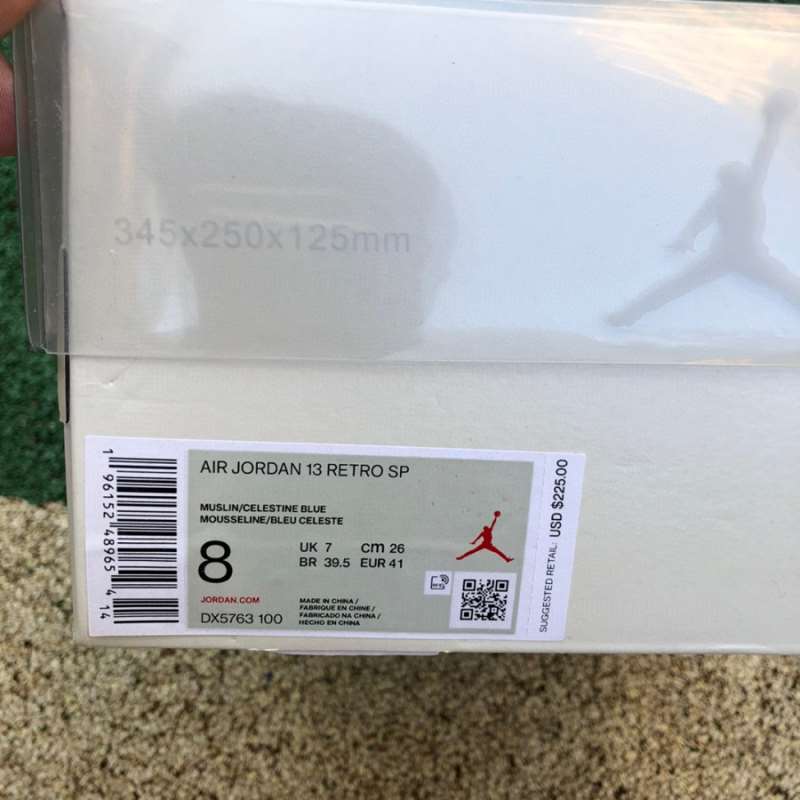 345x250x125mm
AIR JORDAN 13 RETRO SP
MUSLIN/CELESTINE BLUE
MOUSSELINE/BLEU CELESTE
8
UK 7 cm 26
BR 39.5 EUR 41
JORDAN.COM
DX5763 100
MADE IN CHINA /
FABRIQUE EN CHINE /
FABRICADO NA CHINA /
HECHO EN CHINA
1 96152 48965 4 14
SUGGESTED RETAIL: USD $225.00